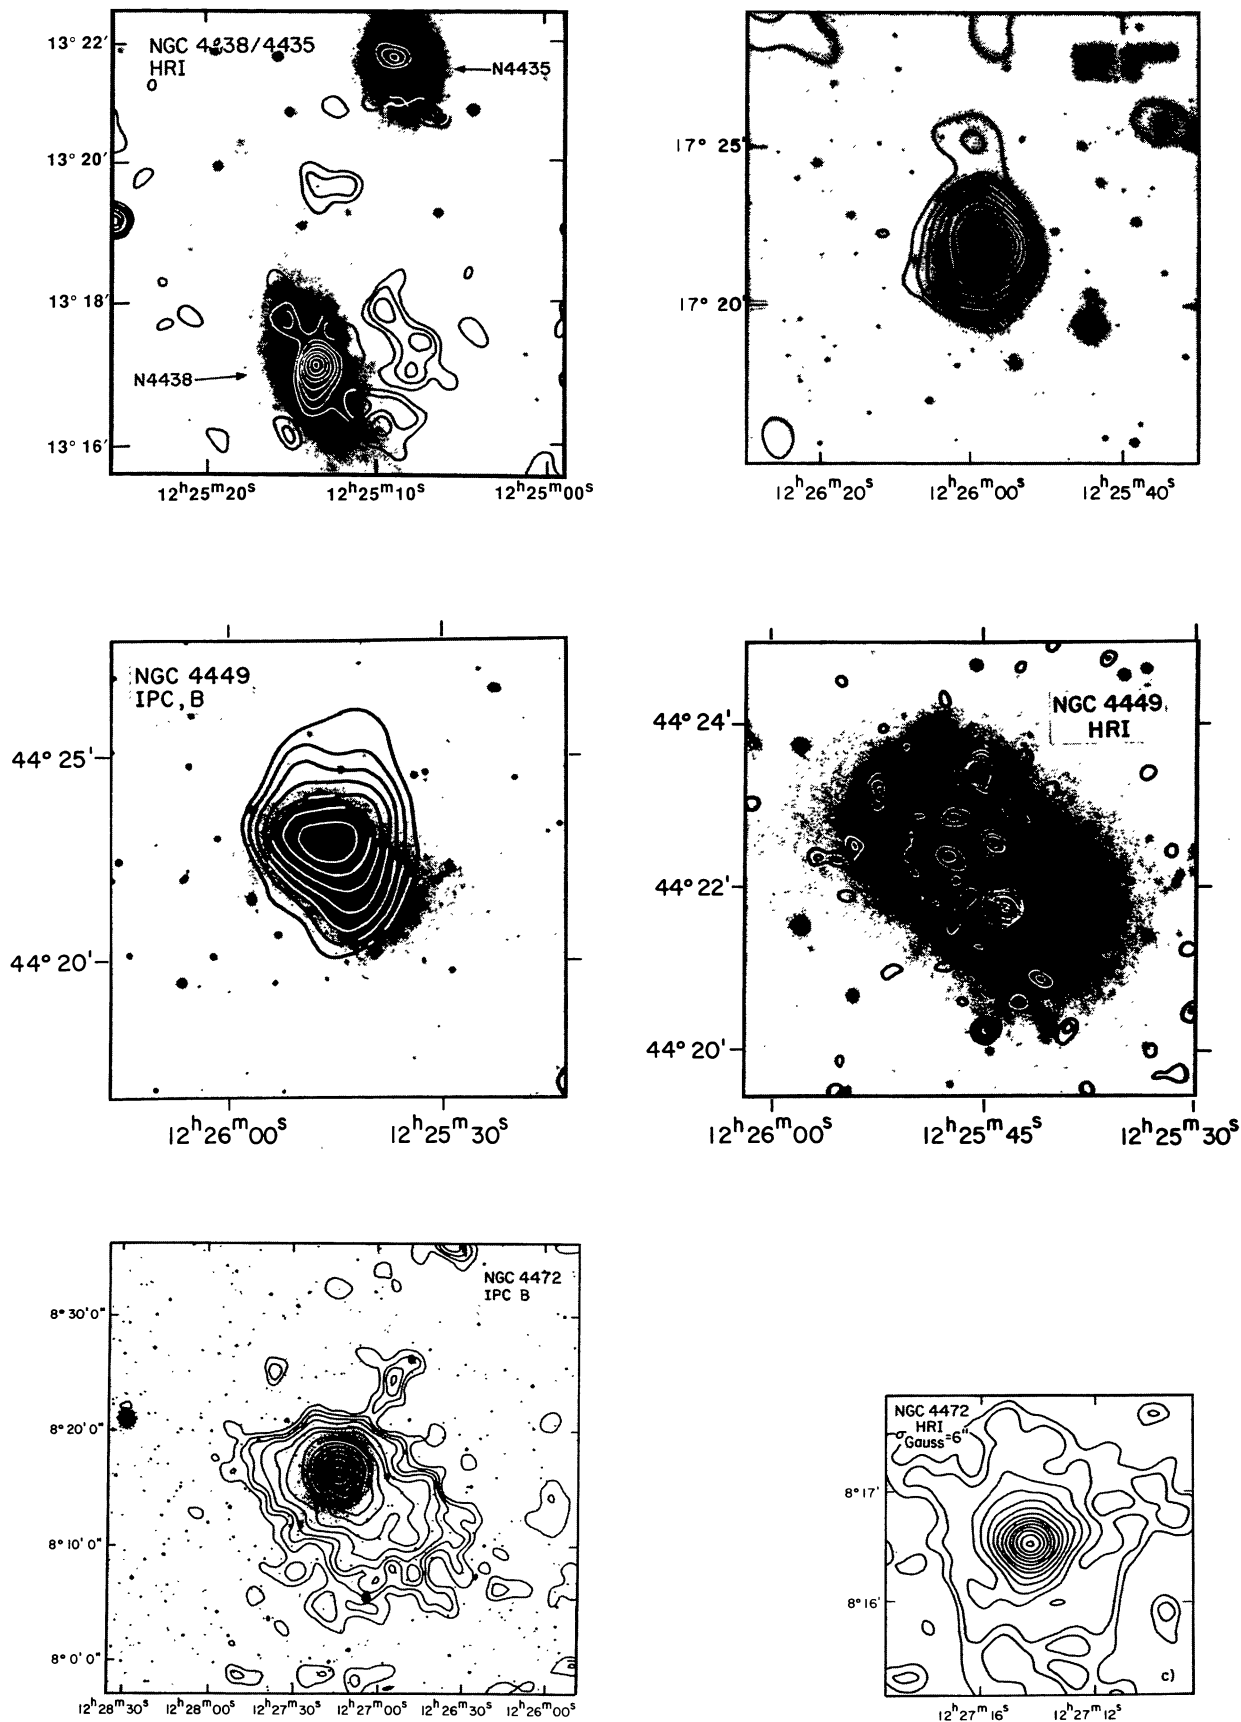 NGC 4438/4435
HRI
N4435
N4438
13° 22'
13° 20'
13° 18'
13° 16'
12ʰ25ᵐ20ˢ 12ʰ25ᵐ10ˢ 12ʰ25ᵐ00ˢ
17° 25'
17° 20'
12ʰ26ᵐ20ˢ 12ʰ26ᵐ00ˢ 12ʰ25ᵐ40ˢ
NGC 4449
IPC, B
44° 25'
44° 20'
12ʰ26ᵐ00ˢ 12ʰ25ᵐ30ˢ
NGC 4449
HRI
44° 24'
44° 22'
44° 20'
12ʰ26ᵐ00ˢ 12ʰ25ᵐ45ˢ 12ʰ25ᵐ30ˢ
NGC 4472
IPC B
8° 30' 0"
8° 20' 0"
8° 10' 0"
8° 0' 0"
12ʰ28ᵐ30ˢ 12ʰ28ᵐ00ˢ 12ʰ27ᵐ30ˢ 12ʰ27ᵐ00ˢ 12ʰ26ᵐ30ˢ 12ʰ26ᵐ00ˢ
NGC 4472
HRI
σGauss=6"
8° 17'
8° 16'
c)
12ʰ27ᵐ16ˢ 12ʰ27ᵐ12ˢ